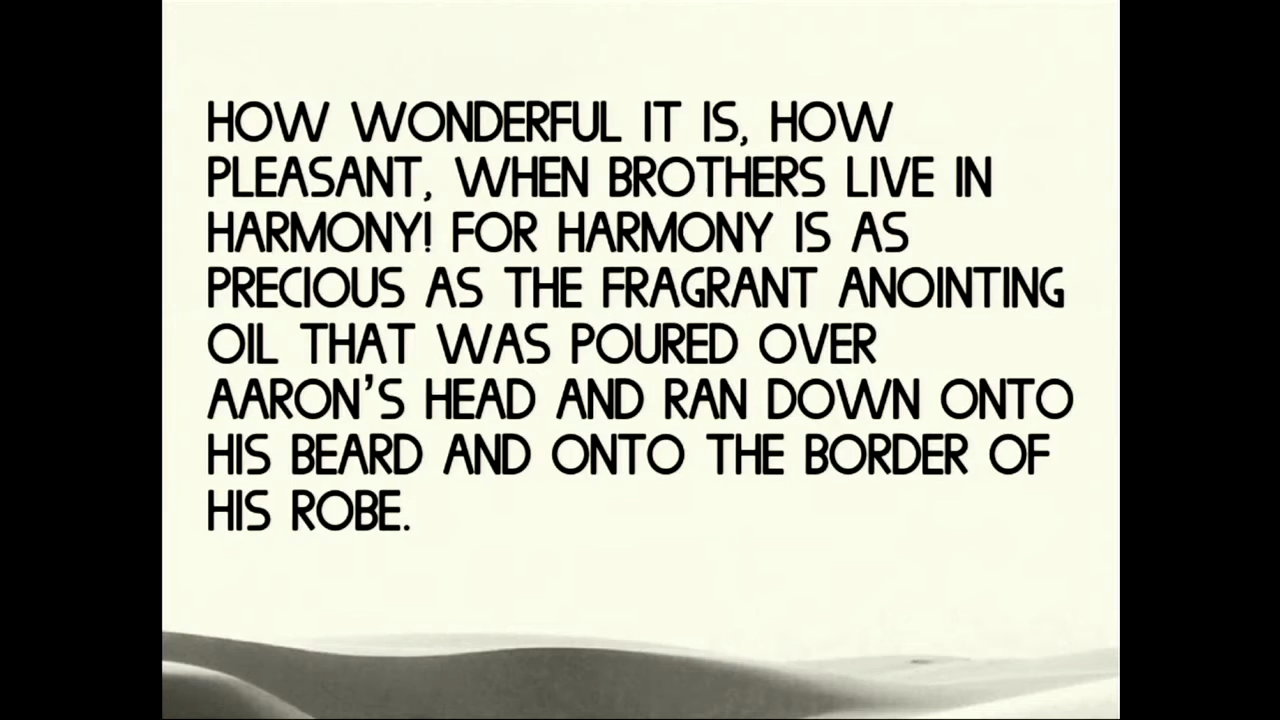 HOW WONDERFUL IT IS, HOW
PLEASANT, WHEN BROTHERS LIVE IN
HARMONY! FOR HARMONY IS AS
PRECIOUS AS THE FRAGRANT ANOINTING
OIL THAT WAS POURED OVER
AARON'S HEAD AND RAN DOWN ONTO
HIS BEARD AND ONTO THE BORDER OF
HIS ROBE.